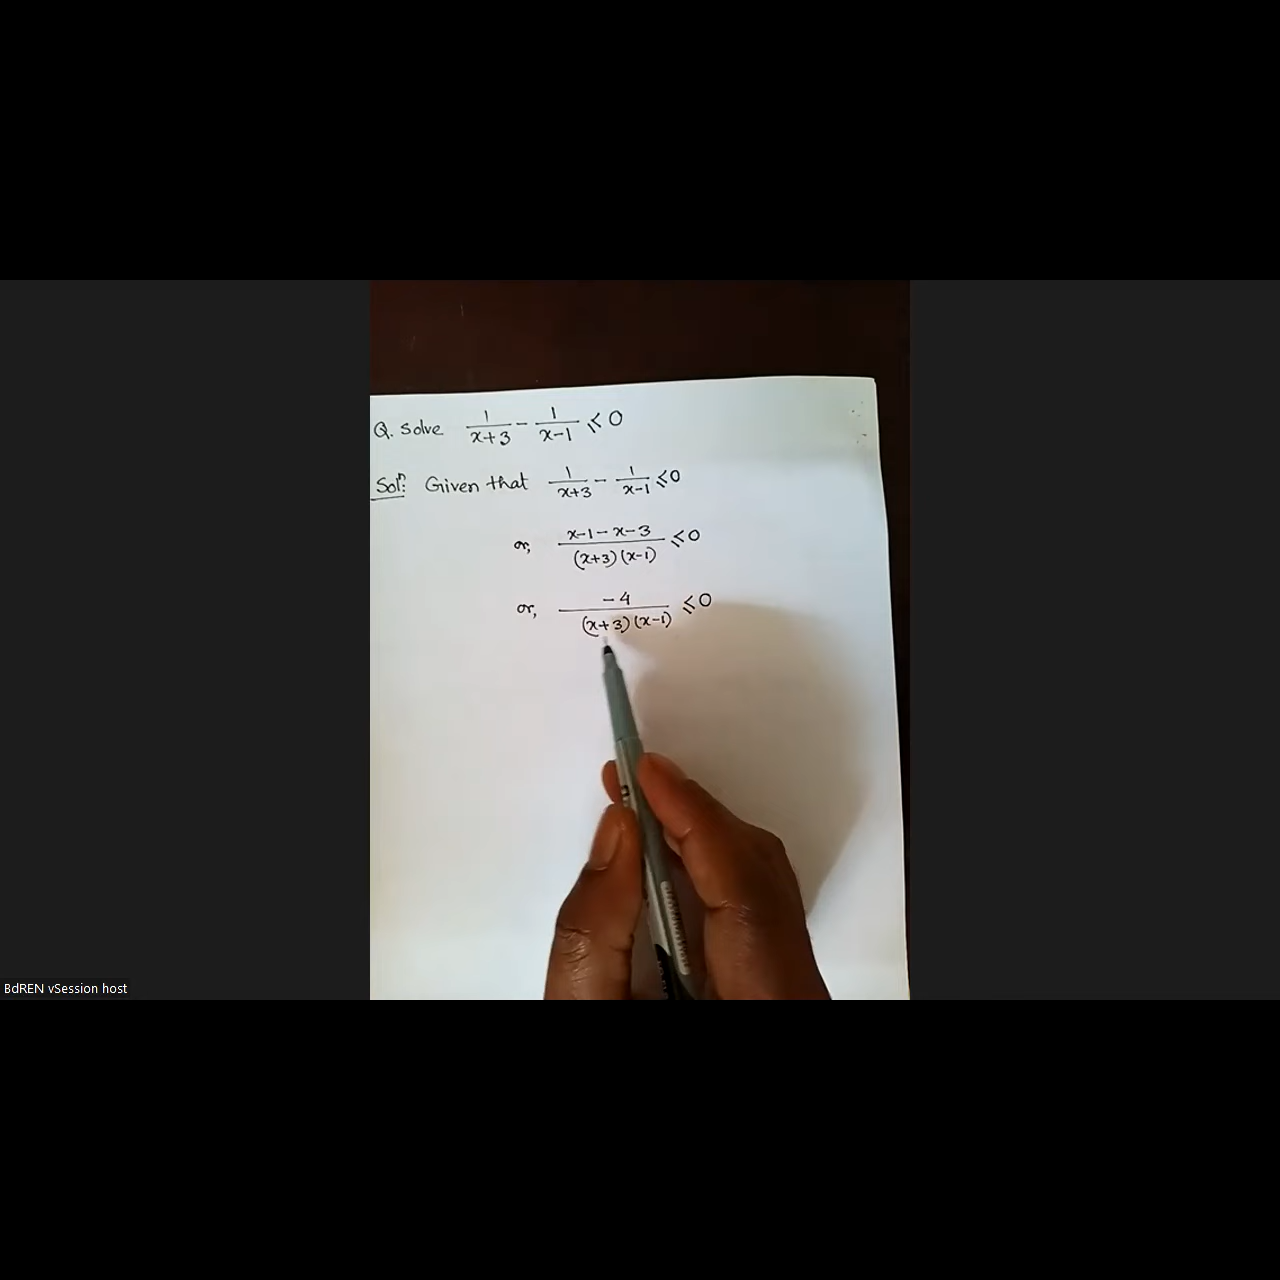 Q. Solve 1/(x+3) - 1/(x-1) ⩽ 0
Solⁿ: Given that 1/(x+3) - 1/(x-1) ⩽ 0
or, (x-1-x-3)/((x+3)(x-1)) ⩽ 0
or, -4/((x+3)(x-1)) ⩽ 0
BdREN vSession host